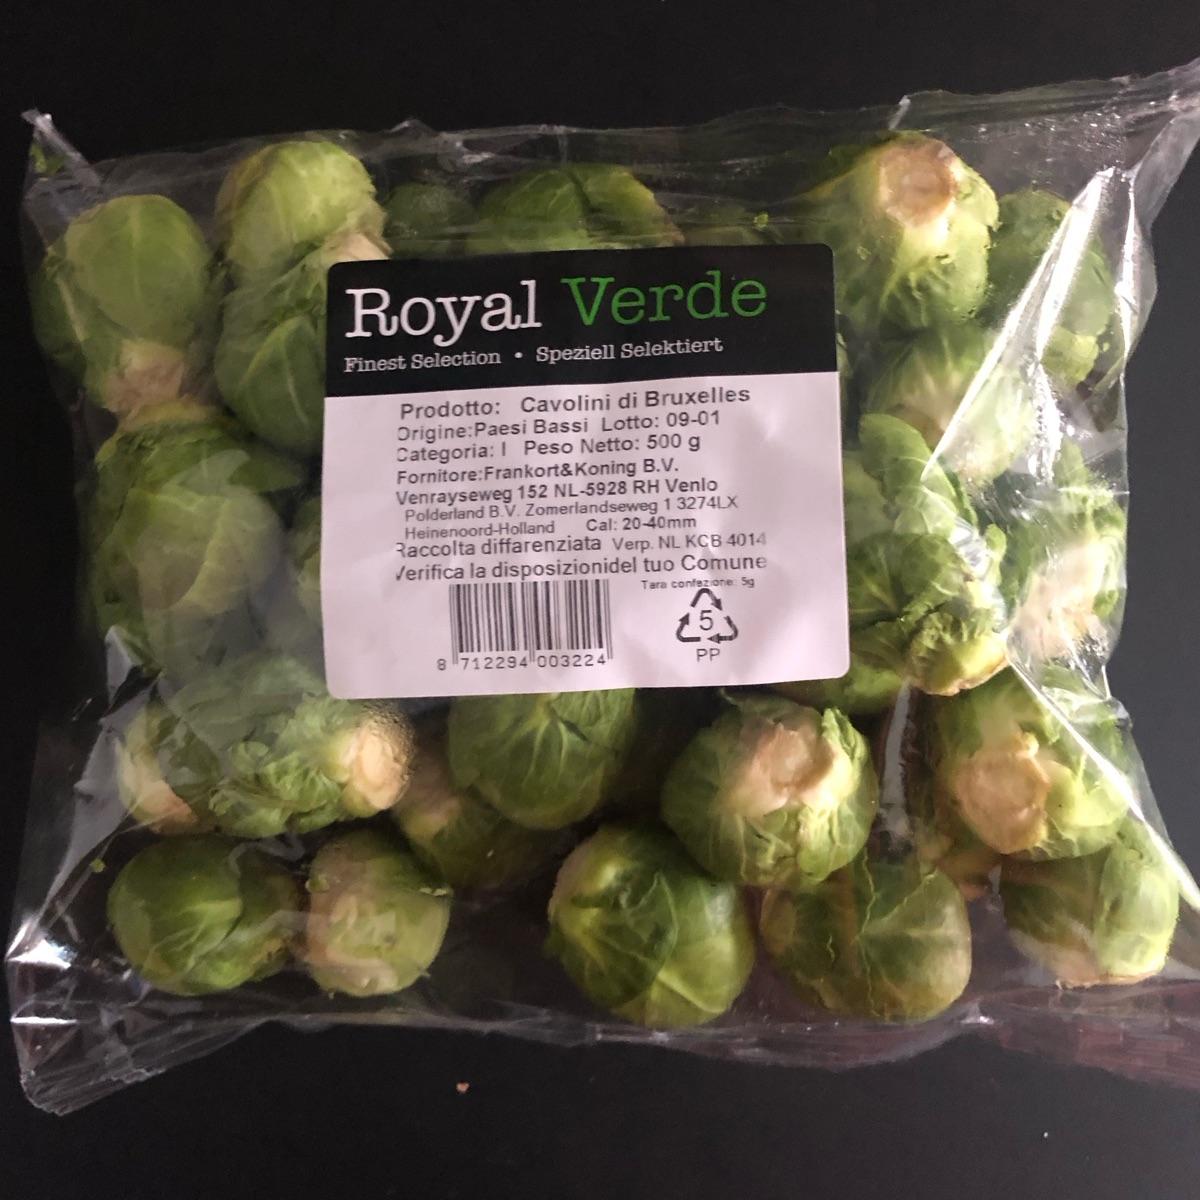 Royal Verde
Finest Selection • Speziell Selektiert
Prodotto: Cavolini di Bruxelles
Origine:Paesi Bassi Lotto: 09-01
Categoria: I Peso Netto: 500 g
Fornitore:Frankort&Koning B.V.
Venrayseweg 152 NL-5928 RH Venlo
Polderland B.V. Zomerlandseweg 1 3274LX
Heinenoord-Holland Cal: 20-40mm
Raccolta diffarenziata Verp. NL KCB 4014
Verifica la disposizionidel tuo Comune
Tara confezione: 5g
5
PP
8 712294 003224